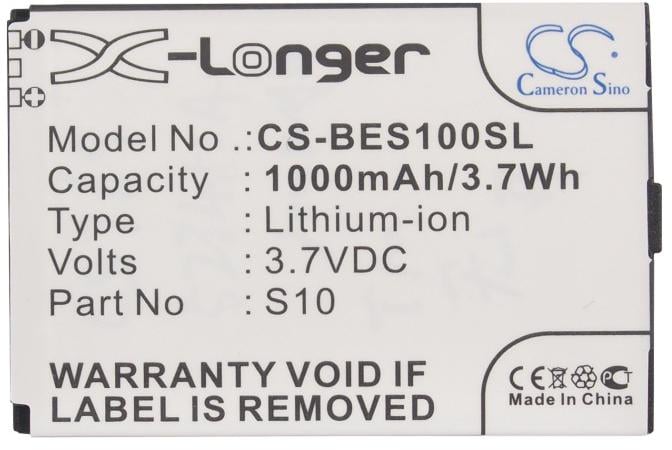 X-Longer
CS
Cameron Sino
Model No .: CS-BES100SL
Capacity : 1000mAh/3.7Wh
Type : Lithium-ion
Volts : 3.7VDC
Part No : S10
WARRANTY VOID IF
LABEL IS REMOVED
CE PCT
Made In China